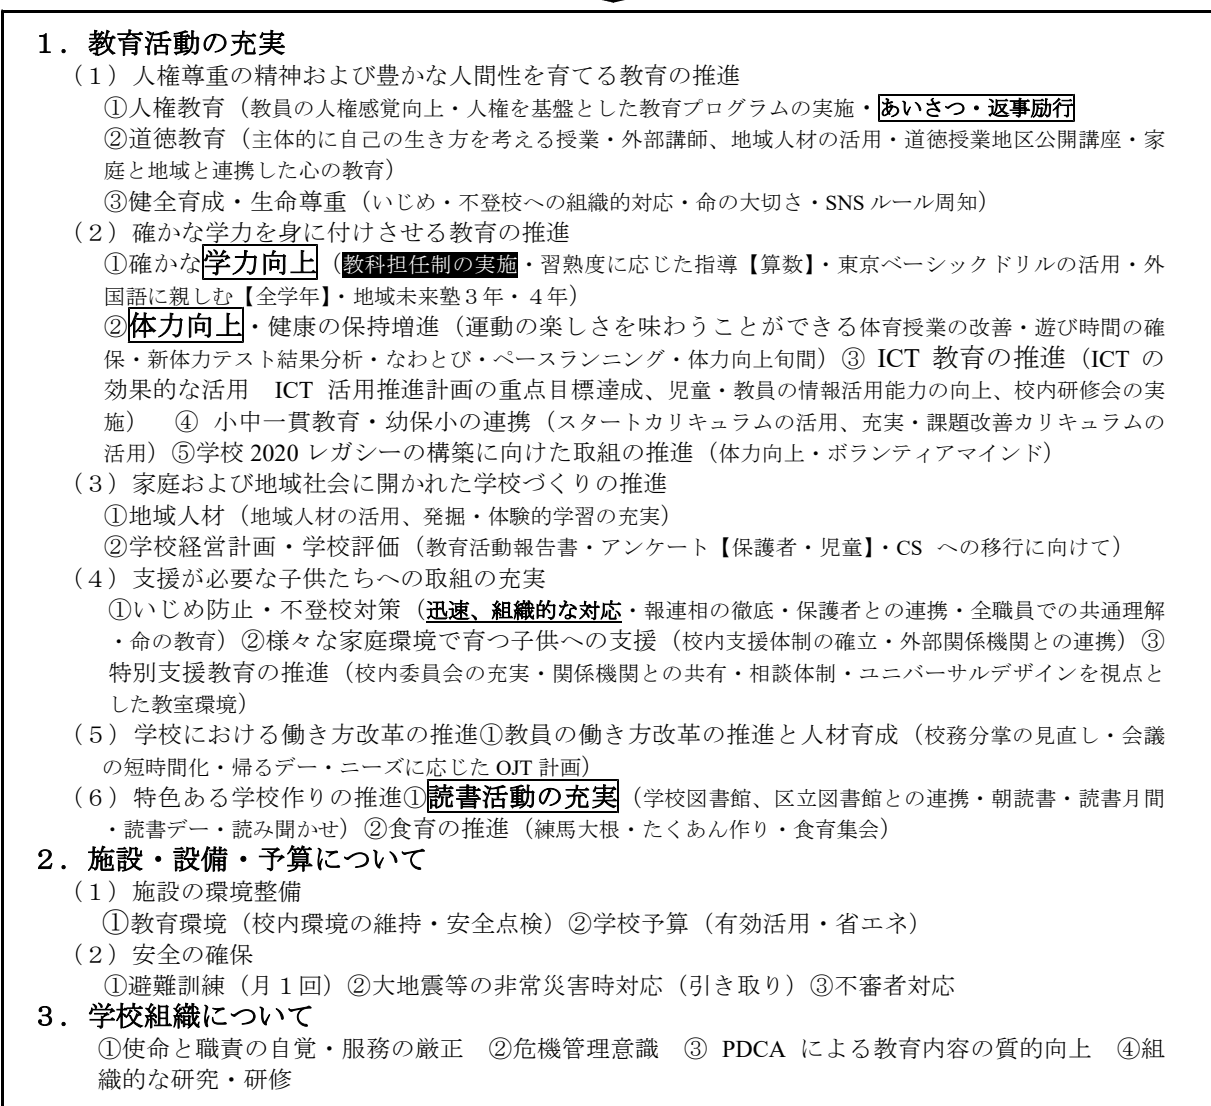 １．教育活動の充実
（１）人権尊重の精神および豊かな人間性を育てる教育の推進
①人権教育（教員の人権感覚向上・人権を基盤とした教育プログラムの実施・あいさつ・返事励行
②道徳教育（主体的に自己の生き方を考える授業・外部講師、地域人材の活用・道徳授業地区公開講座・家
庭と地域と連携した心の教育）
③健全育成・生命尊重（いじめ・不登校への組織的対応・命の大切さ・SNS ルール周知）
（２）確かな学力を身に付けさせる教育の推進
①確かな学力向上（教科担任制の実施・習熟度に応じた指導【算数】・東京ベーシックドリルの活用・外
国語に親しむ【全学年】・地域未来塾３年・４年）
②体力向上・健康の保持増進（運動の楽しさを味わうことができる体育授業の改善・遊び時間の確
保・新体力テスト結果分析・なわとび・ペースランニング・体力向上旬間）③ ICT 教育の推進（ICT の
効果的な活用　ICT 活用推進計画の重点目標達成、児童・教員の情報活用能力の向上、校内研修会の実
施）　④ 小中一貫教育・幼保小の連携（スタートカリキュラムの活用、充実・課題改善カリキュラムの
活用）⑤学校 2020 レガシーの構築に向けた取組の推進（体力向上・ボランティアマインド）
（３）家庭および地域社会に開かれた学校づくりの推進
①地域人材（地域人材の活用、発掘・体験的学習の充実）
②学校経営計画・学校評価（教育活動報告書・アンケート【保護者・児童】・CS への移行に向けて）
（４）支援が必要な子供たちへの取組の充実
①いじめ防止・不登校対策（迅速、組織的な対応・報連相の徹底・保護者との連携・全職員での共通理解
・命の教育）②様々な家庭環境で育つ子供への支援（校内支援体制の確立・外部関係機関との連携）③
特別支援教育の推進（校内委員会の充実・関係機関との共有・相談体制・ユニバーサルデザインを視点と
した教室環境）
（５）学校における働き方改革の推進①教員の働き方改革の推進と人材育成（校務分掌の見直し・会議
の短時間化・帰るデー・ニーズに応じた OJT 計画）
（６）特色ある学校作りの推進①読書活動の充実（学校図書館、区立図書館との連携・朝読書・読書月間
・読書デー・読み聞かせ）②食育の推進（練馬大根・たくあん作り・食育集会）
２．施設・設備・予算について
（１）施設の環境整備
①教育環境（校内環境の維持・安全点検）②学校予算（有効活用・省エネ）
（２）安全の確保
①避難訓練（月１回）②大地震等の非常災害時対応（引き取り）③不審者対応
３．学校組織について
①使命と職責の自覚・服務の厳正　②危機管理意識　③ PDCA による教育内容の質的向上　④組
織的な研究・研修